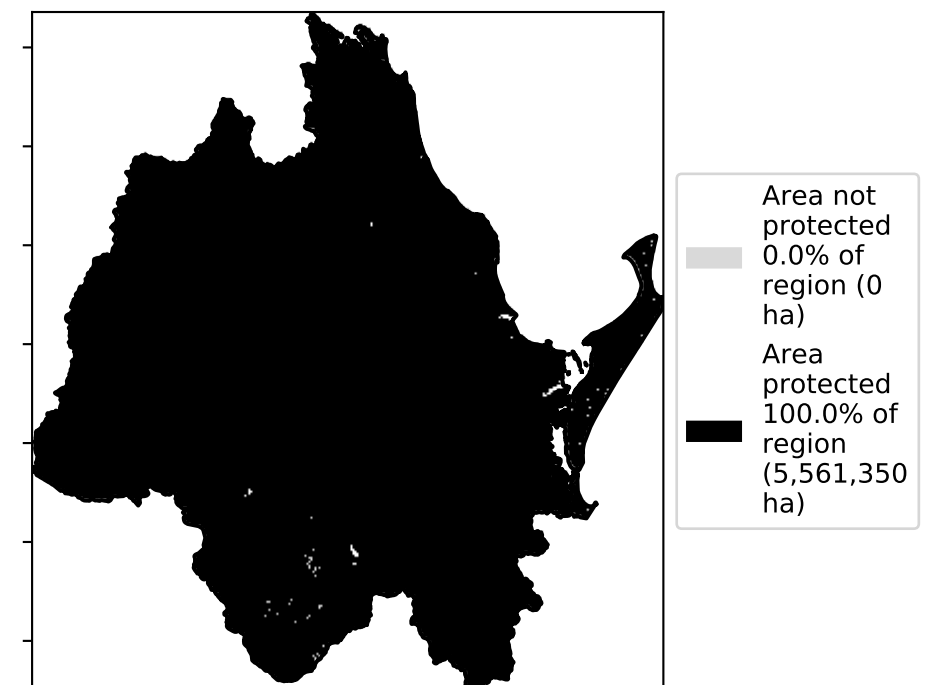 Area not
protected
0.0% of
region (0
ha)
Area
protected
100.0% of
region
(5,561,350
ha)